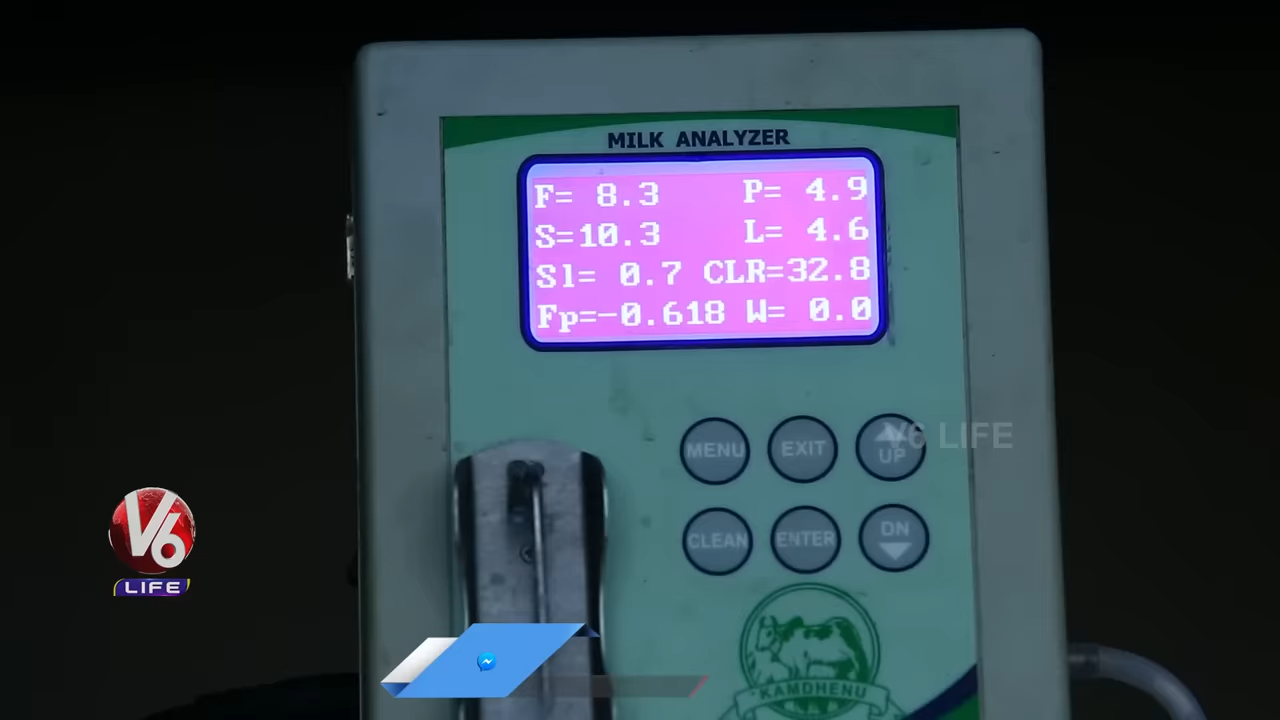 MILK ANALYZER
F= 8.3 P= 4.9
S=10.3 L= 4.6
Sl= 0.7 CLR=32.8
Fp=-0.618 W= 0.0
MENU EXIT UP
V6 LIFE
CLEAN ENTER DN
V6
LIFE
KAMDHENU